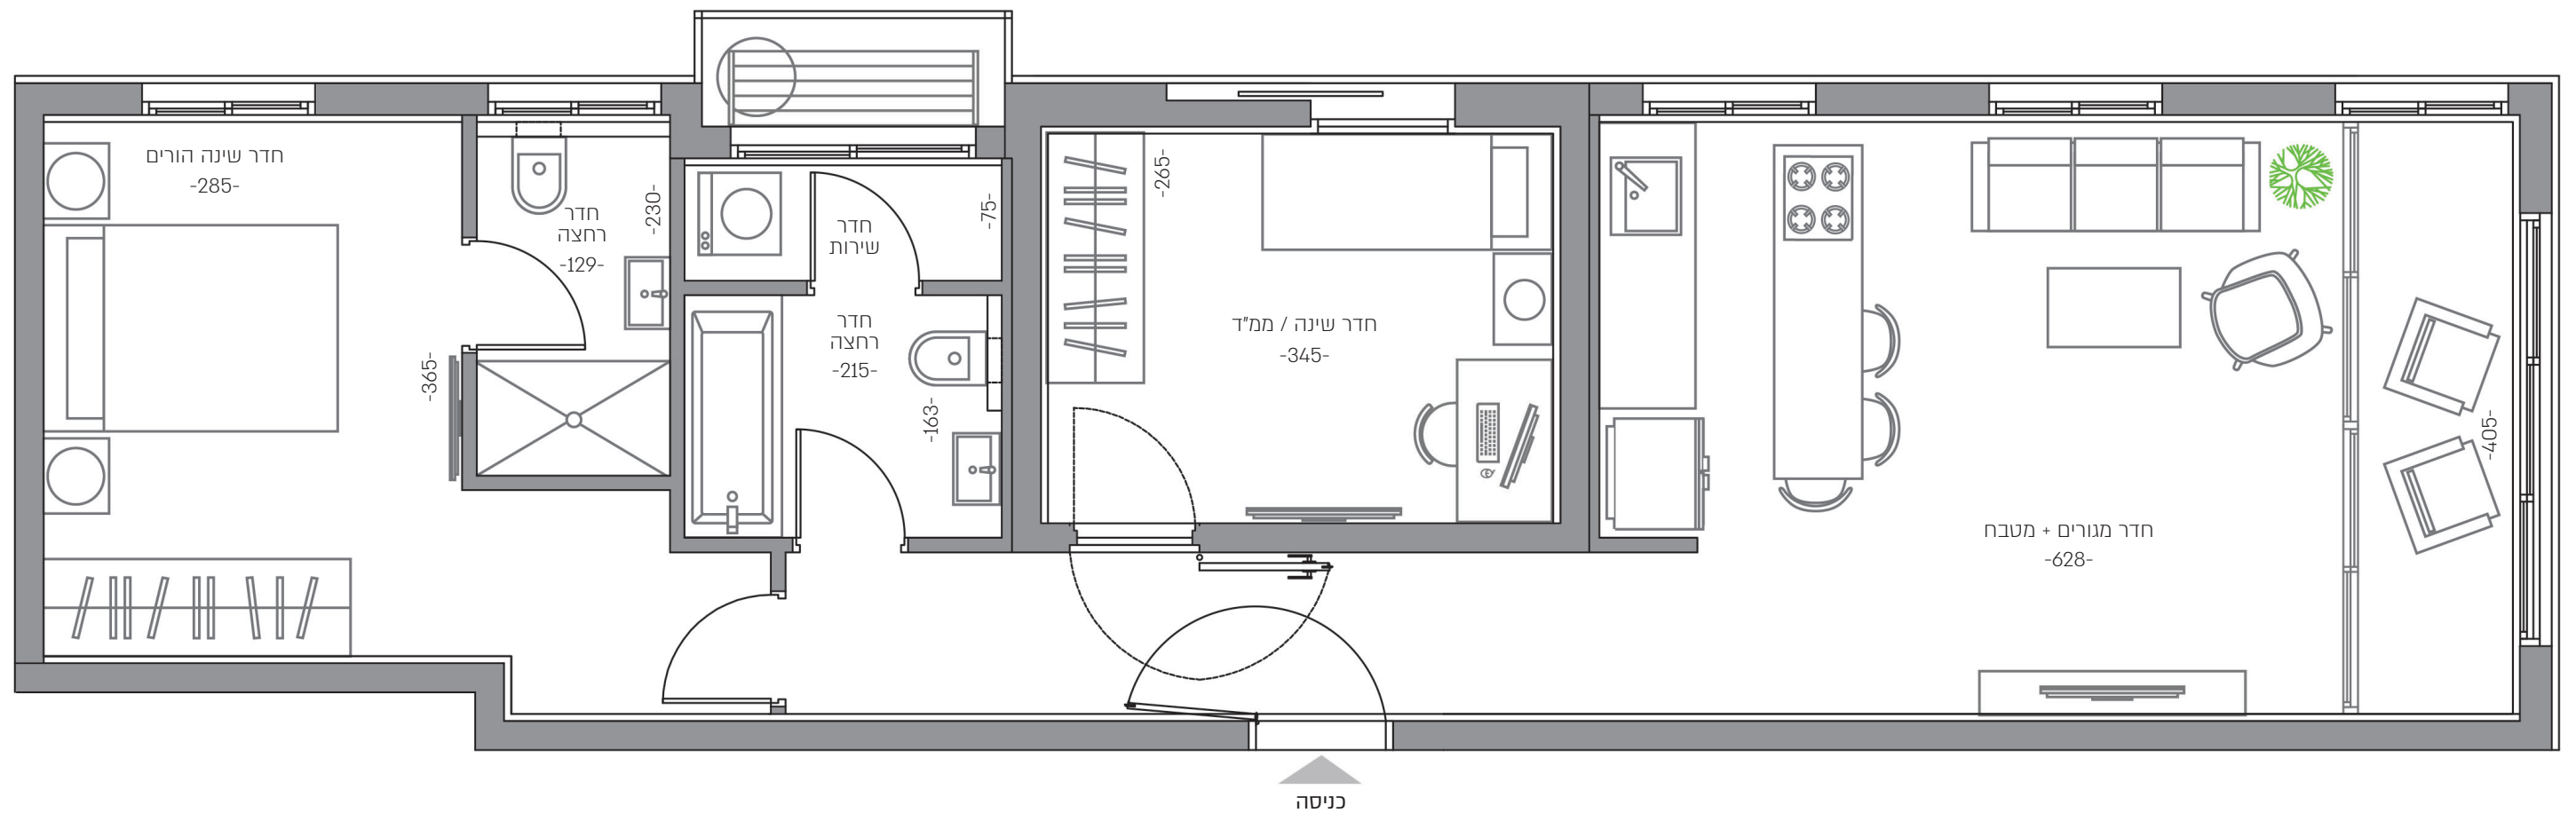 חדר שינה הורים
-285-
-365-
חדר
רחצה
-129-
-230-
חדר
שירות
-75-
חדר
רחצה
-215-
-163-
-265-
חדר שינה / ממ"ד
-345-
חדר מגורים + מטבח
-628-
-405-
כניסה